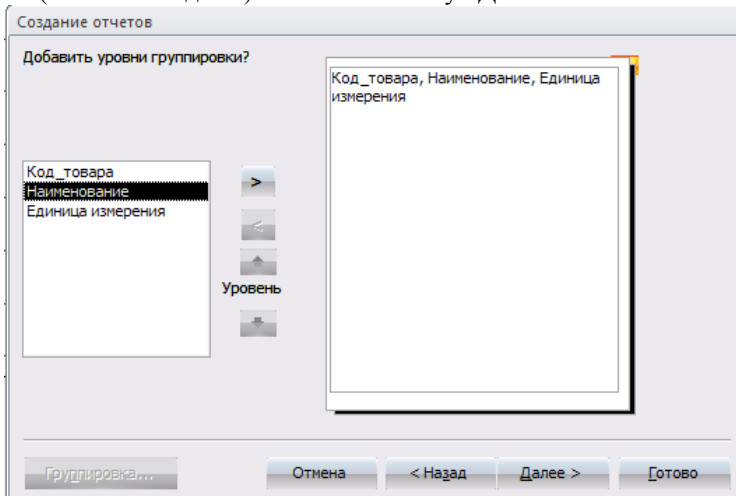 Создание отчетов
Добавить уровни группировки?
Код_товара, Наименование, Единица
измерения
Код_товара
Наименование
Единица измерения
>
<
Уровень
Группировка...
Отмена
< Назад
Далее >
Готово